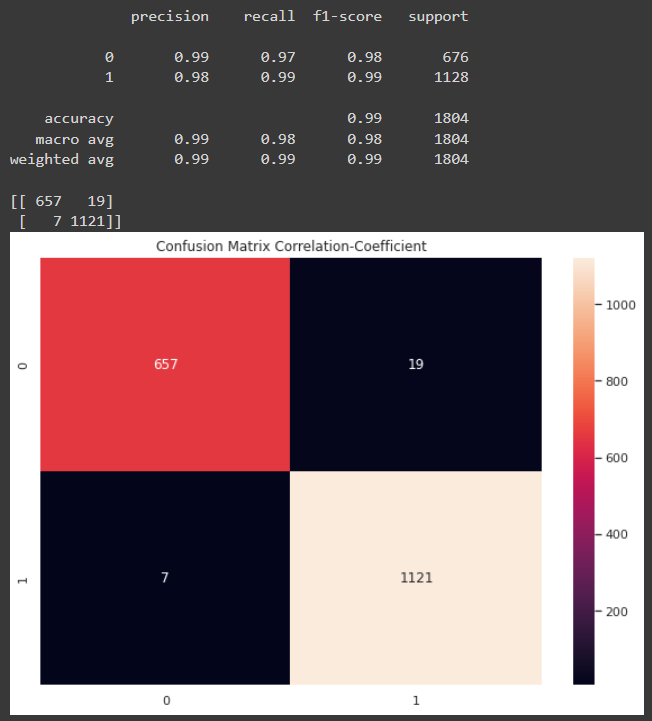 precision recall f1-score support
0 0.99 0.97 0.98 676
1 0.98 0.99 0.99 1128
accuracy 0.99 1804
macro avg 0.99 0.98 0.98 1804
weighted avg 0.99 0.99 0.99 1804
[[ 657 19]
[ 7 1121]]
Confusion Matrix Correlation-Coefficient
1000
0 657 19
800
600
400
1 7 1121
200
0 1